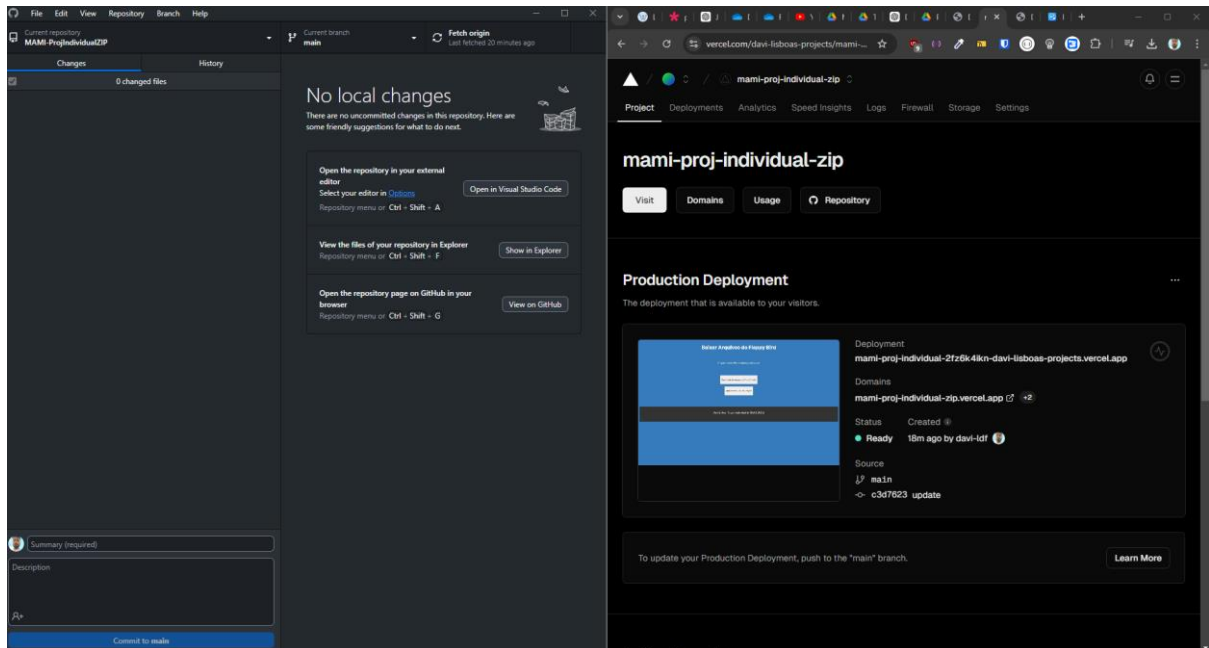 File Edit View Repository Branch Help
Current repository
MAMI-ProjIndividualZIP
Current branch
main
Fetch origin
Last fetched 20 minutes ago
Changes History
0 changed files
No local changes
There are no uncommitted changes in this repository. Here are
some friendly suggestions for what to do next.
Open the repository in your external
editor
Select your editor in Options
Repository menu or Ctrl + Shift + A
Open in Visual Studio Code
View the files of your repository in Explorer
Repository menu or Ctrl + Shift + F
Show in Explorer
Open the repository page on GitHub in your
browser
Repository menu or Ctrl + Shift + G
View on GitHub
Summary (required)
Description
Commit to main
vercel.com/davi-lisboas-projects/mami-...
mami-proj-individual-zip
Project Deployments Analytics Speed Insights Logs Firewall Storage Settings
mami-proj-individual-zip
Visit Domains Usage Repository
Production Deployment
The deployment that is available to your visitors.
Baixar Arquivos do Flappy Bird
Deployment
mami-proj-individual-2fz6k4ikn-davi-lisboas-projects.vercel.app
Domains
mami-proj-individual-zip.vercel.app +2
Status Created
Ready 18m ago by davi-ldf
Source
main
c3d7623 update
To update your Production Deployment, push to the "main" branch.
Learn More